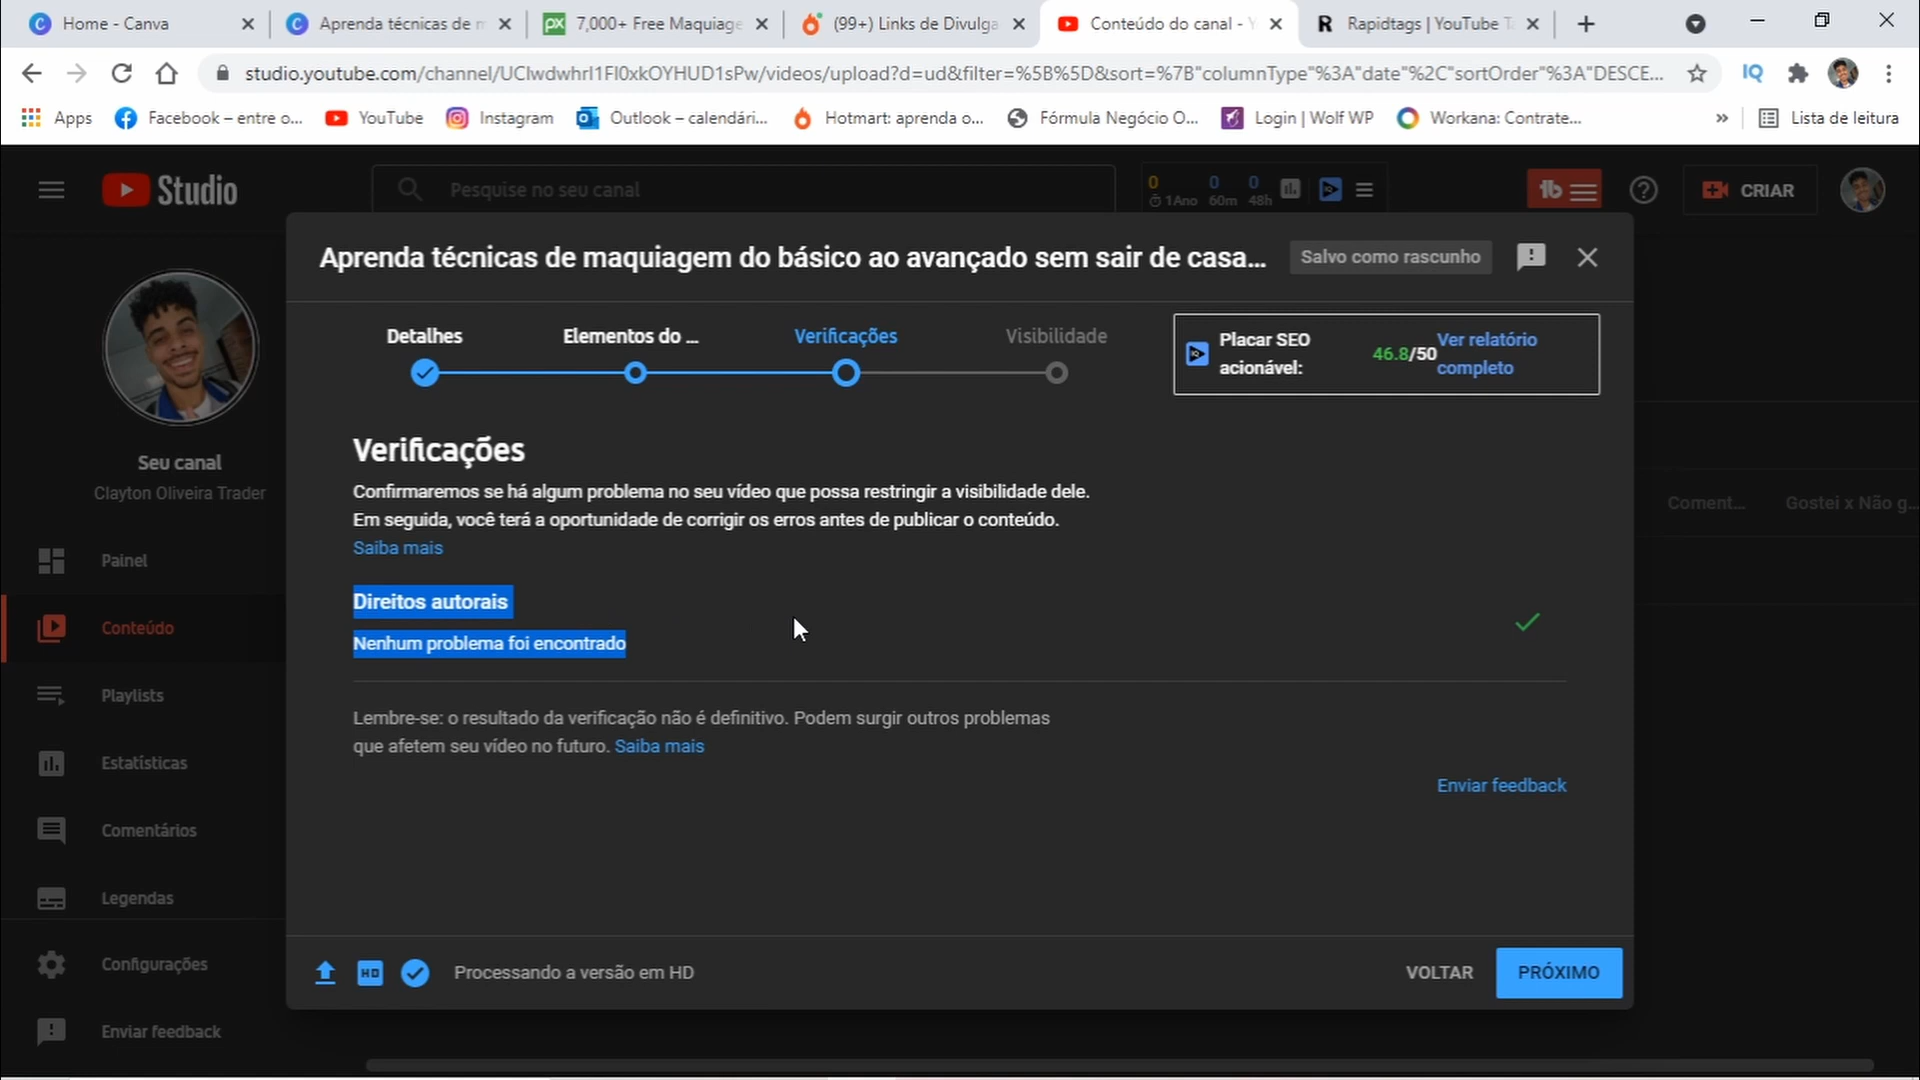 Home - Canva
Aprenda técnicas de m
7,000+ Free Maquiage
(99+) Links de Divulga
Conteúdo do canal - Y
Rapidtags | YouTube Ta
studio.youtube.com/channel/UClwdwhrl1Fl0xkOYHUD1sPw/videos/upload?d=ud&filter=%5B%5D&sort=%7B"columnType"%3A"date"%2C"sortOrder"%3A"DESCE...
IQ
Apps
Facebook – entre o...
YouTube
Instagram
Outlook – calendári...
Hotmart: aprenda o...
Fórmula Negócio O...
Login | Wolf WP
Workana: Contrate...
»
Lista de leitura
Studio
Pesquise no seu canal
0 0 0
1Ano 60m 48h
CRIAR
Aprenda técnicas de maquiagem do básico ao avançado sem sair de casa...
Salvo como rascunho
Detalhes
Elementos do ...
Verificações
Visibilidade
Placar SEO
acionável:
46.8/50
Ver relatório
completo
Verificações
Confirmaremos se há algum problema no seu vídeo que possa restringir a visibilidade dele.
Em seguida, você terá a oportunidade de corrigir os erros antes de publicar o conteúdo.
Saiba mais
Direitos autorais
Nenhum problema foi encontrado
Lembre-se: o resultado da verificação não é definitivo. Podem surgir outros problemas
que afetem seu vídeo no futuro. Saiba mais
Enviar feedback
HD
Processando a versão em HD
VOLTAR
PRÓXIMO
Seu canal
Clayton Oliveira Trader
Painel
Conteúdo
Playlists
Estatísticas
Comentários
Legendas
Configurações
Enviar feedback
Coment...
Gostei x Não g...